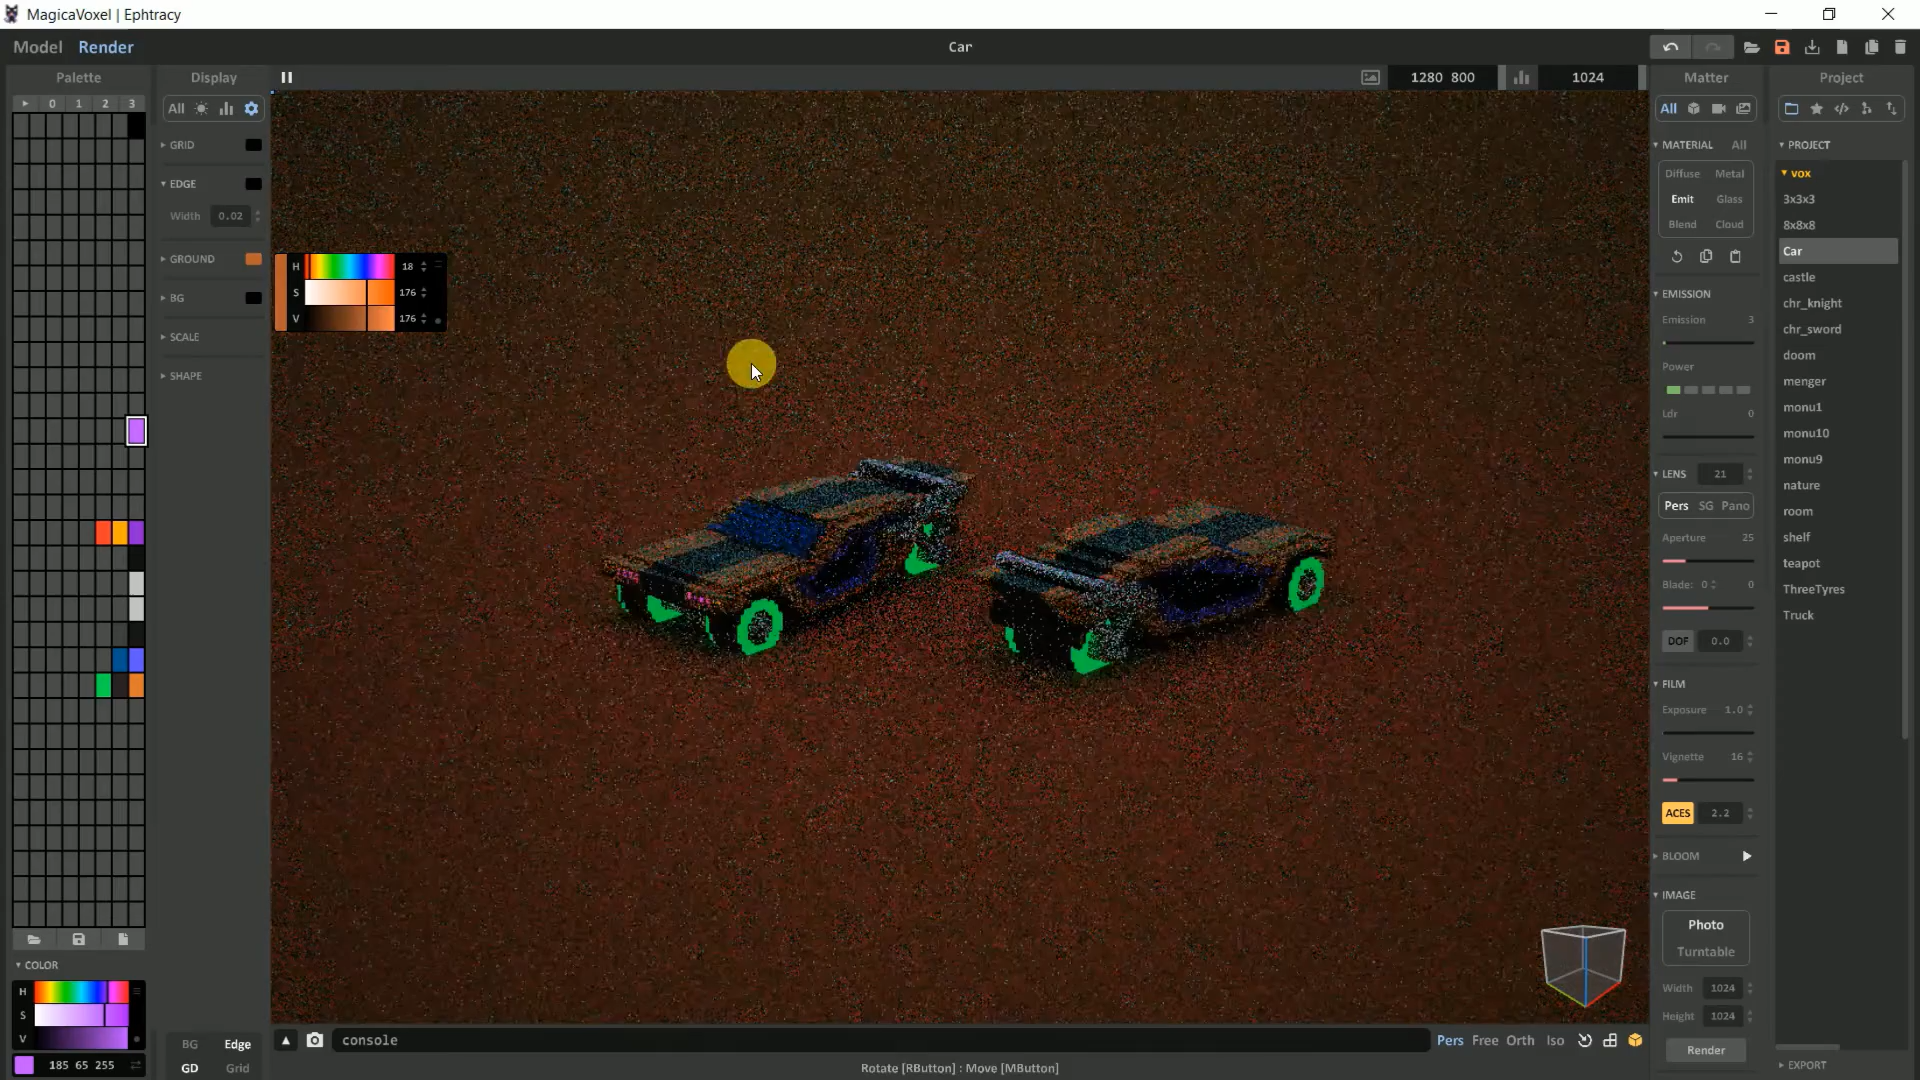 MagicaVoxel | Ephtracy
Model Render
Car
Palette
Display
1280 800
1024
Matter
Project
0 1 2 3
All
All
GRID
EDGE
Width 0.02
GROUND
BG
SCALE
SHAPE
H 18
S 176
V 176
MATERIAL All
Diffuse Metal
Emit Glass
Blend Cloud
EMISSION
Emission 3
Power
Ldr 0
LENS 21
Pers SG Pano
Aperture 25
Blade: 0 0
DOF 0.0
FILM
Exposure 1.0
Vignette 16
ACES 2.2
BLOOM
IMAGE
Photo
Turntable
Width 1024
Height 1024
Render
PROJECT
vox
3x3x3
8x8x8
Car
castle
chr_knight
chr_sword
doom
menger
monu1
monu10
monu9
nature
room
shelf
teapot
ThreeTyres
Truck
EXPORT
COLOR
H
S
V
185 65 255
BG Edge
GD Grid
console
Pers Free Orth Iso
Rotate [RButton] : Move [MButton]